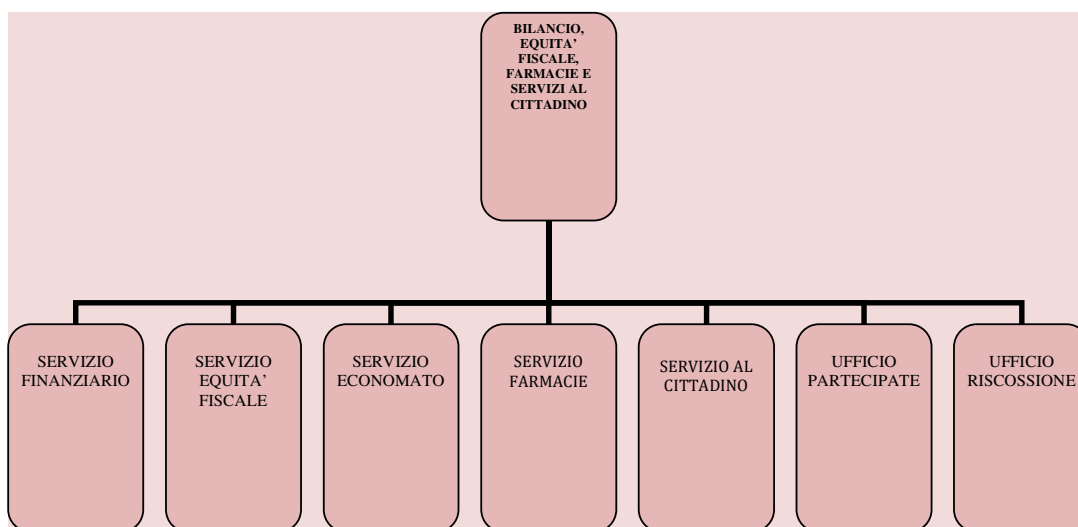 BILANCIO,
EQUITA’
FISCALE,
FARMACIE E
SERVIZI AL
CITTADINO
SERVIZIO
FINANZIARIO
SERVIZIO
EQUITA’
FISCALE
SERVIZIO
ECONOMATO
SERVIZIO
FARMACIE
SERVIZIO AL
CITTADINO
UFFICIO
PARTECIPATE
UFFICIO
RISCOSSIONE